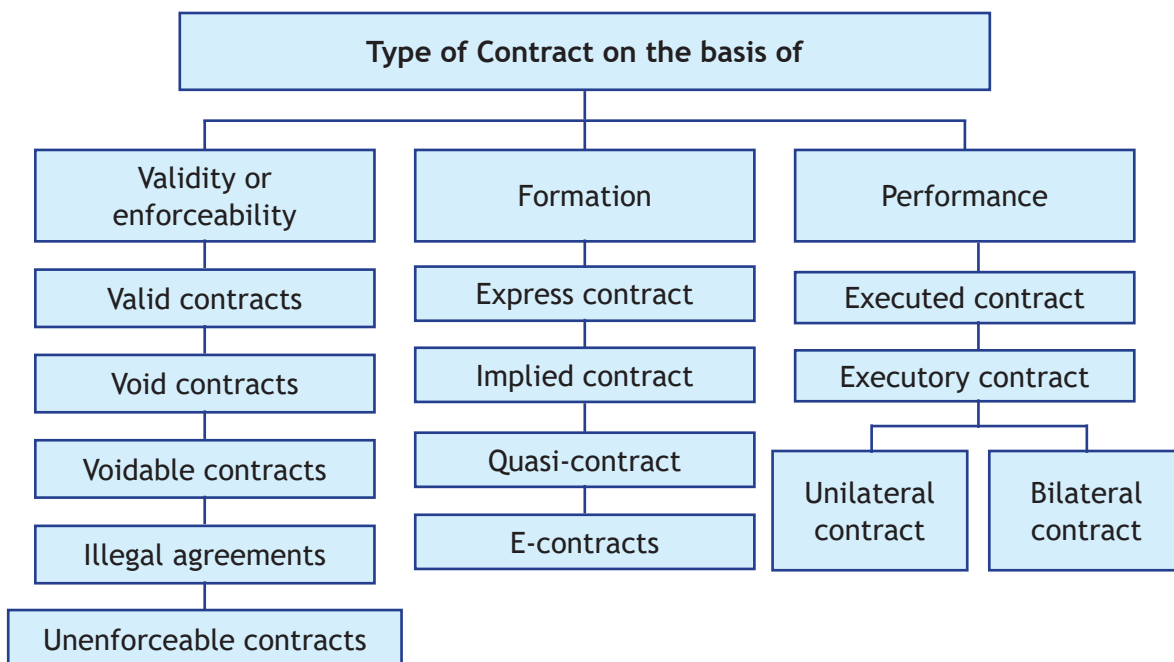 Type of Contract on the basis of
Validity or
enforceability
Valid contracts
Void contracts
Voidable contracts
Illegal agreements
Unenforceable contracts
Formation
Express contract
Implied contract
Quasi-contract
E-contracts
Performance
Executed contract
Executory contract
Unilateral
contract
Bilateral
contract